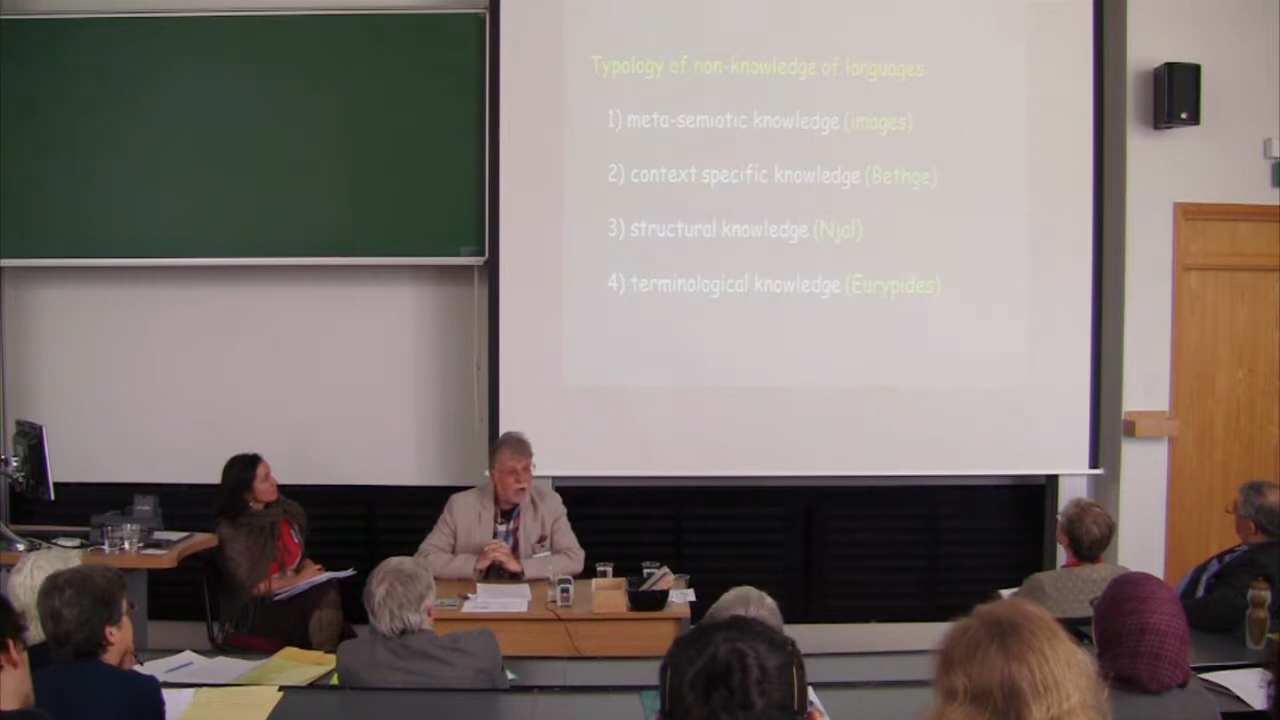 Typology of non-knowledge of languages:
1) meta-semiotic knowledge (images)
2) context specific knowledge (Bethge)
3) structural knowledge (Njal)
4) terminological knowledge (Eurypides)